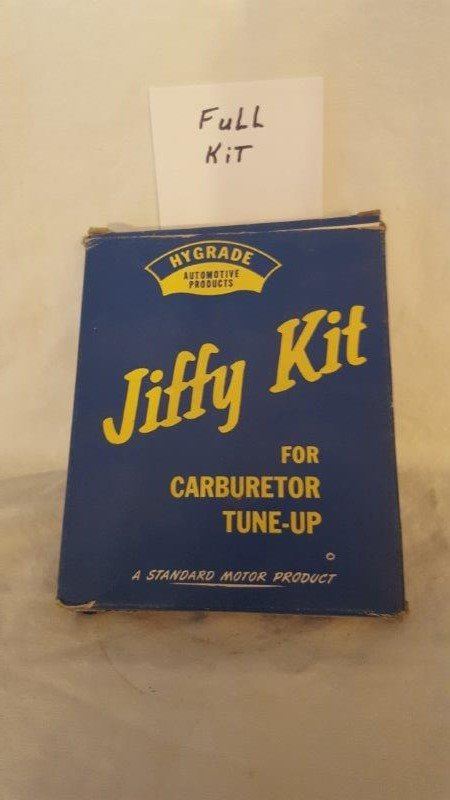 FuLL
KiT
HYGRADE
AUTOMOTIVE
PRODUCTS
Jiffy Kit
FOR
CARBURETOR
TUNE-UP
A STANDARD MOTOR PRODUCT